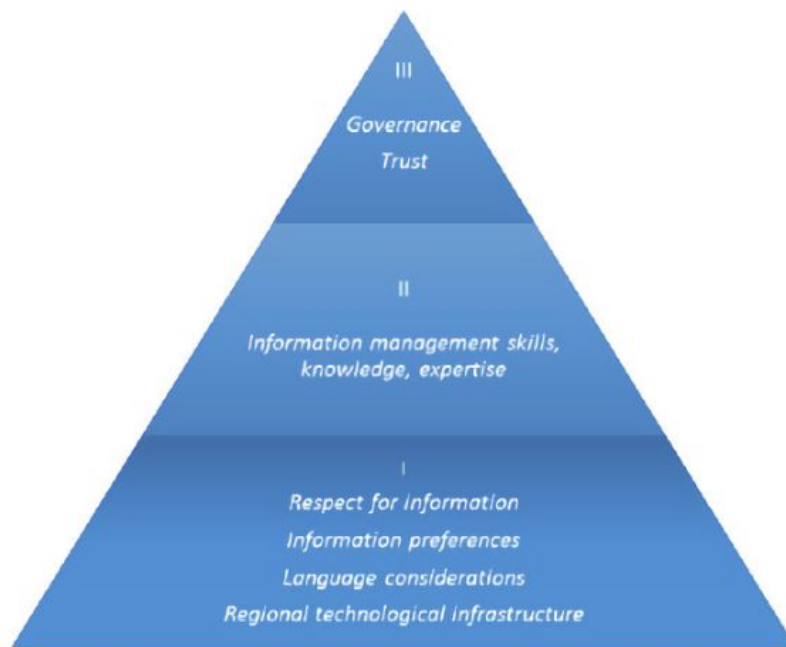 III
Governance
Trust
II
Information management skills,
knowledge, expertise
I
Respect for information
Information preferences
Language considerations
Regional technological infrastructure